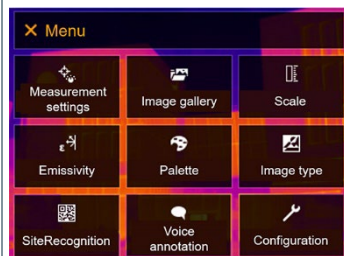 × Menu
Measurement
settings
Image gallery
Scale
ε
Emissivity
Palette
Image type
SiteRecognition
Voice
annotation
Configuration